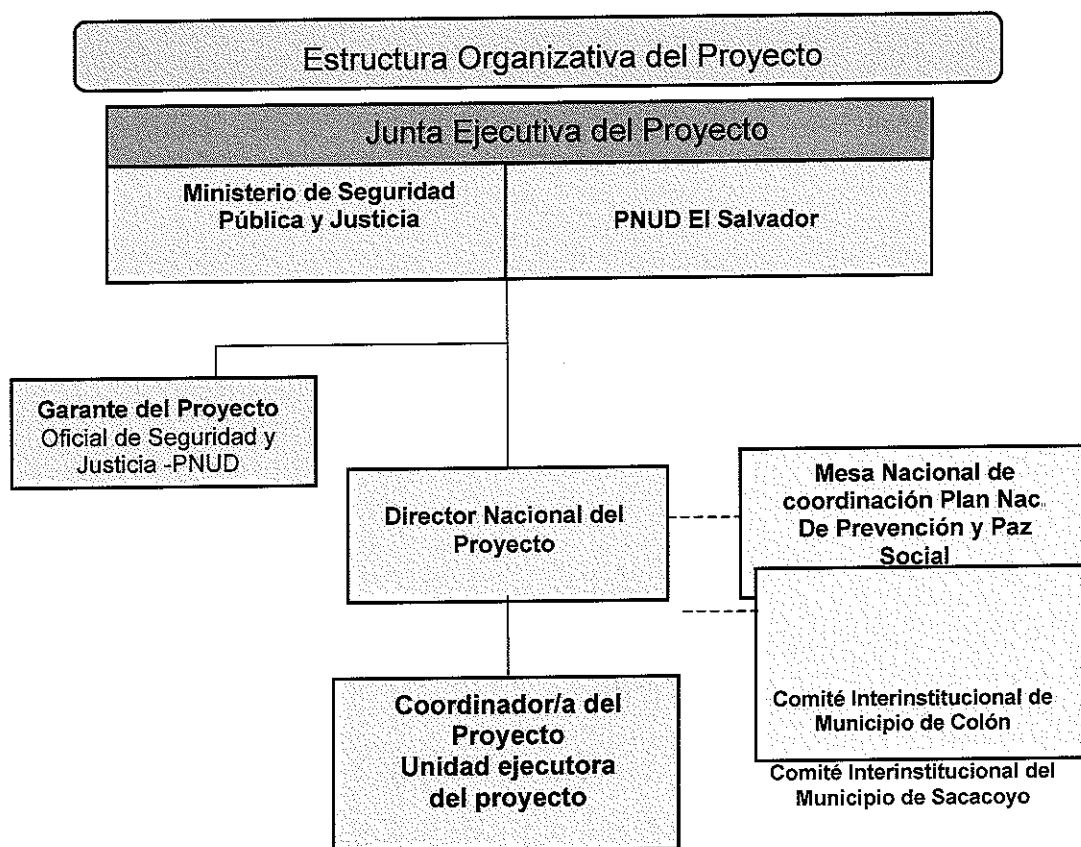 Estructura Organizativa del Proyecto
Junta Ejecutiva del Proyecto
Ministerio de Seguridad
Pública y Justicia
PNUD El Salvador
Garante del Proyecto
Oficial de Seguridad y
Justicia -PNUD
Director Nacional del
Proyecto
Mesa Nacional de
coordinación Plan Nac.
De Prevención y Paz
Social
Coordinador/a del
Proyecto
Unidad ejecutora
del proyecto
Comité Interinstitucional de
Municipio de Colón
Comité Interinstitucional del
Municipio de Sacacoyo